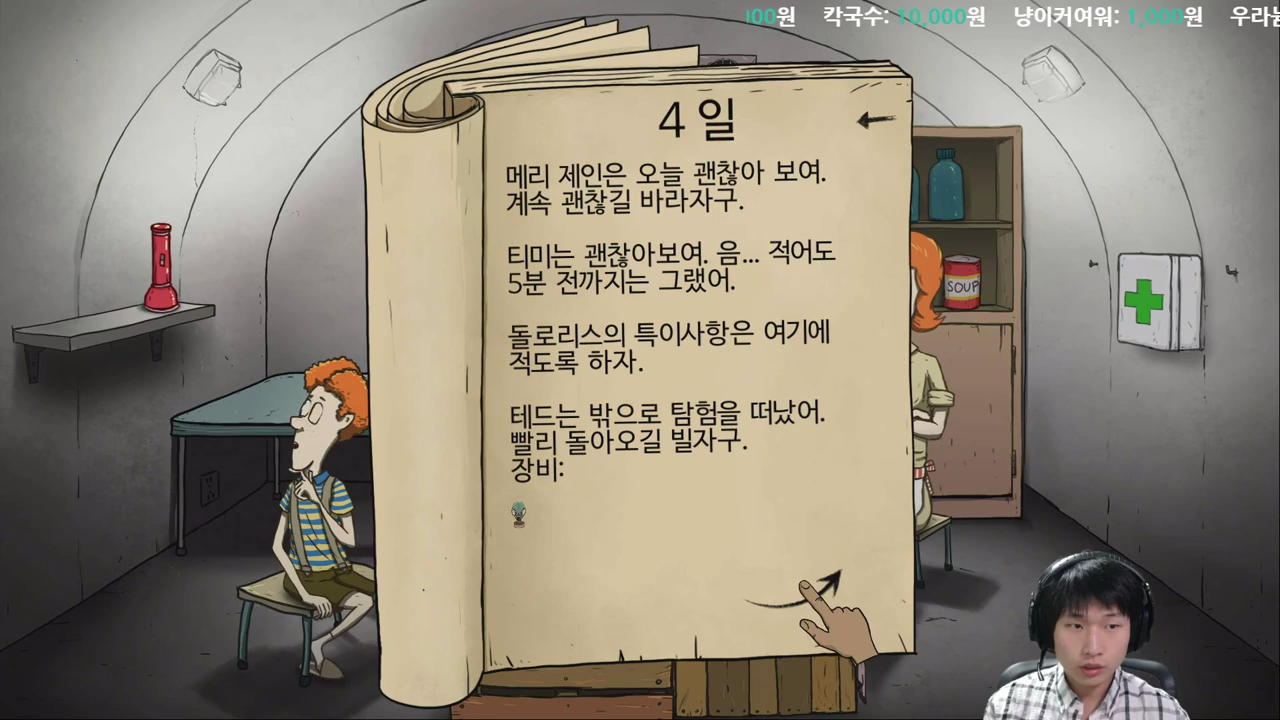 00원 칵국수: 10,000원 냥이커여워: 1,000원 우라늄
4 일
메리 제인은 오늘 괜찮아 보여.
계속 괜찮길 바라자구.
티미는 괜찮아보여. 음... 적어도
5분 전까지는 그랬어.
돌로리스의 특이사항은 여기에
적도록 하자.
테드는 밖으로 탐험을 떠났어.
빨리 돌아오길 빌자구.
장비:
SOUP